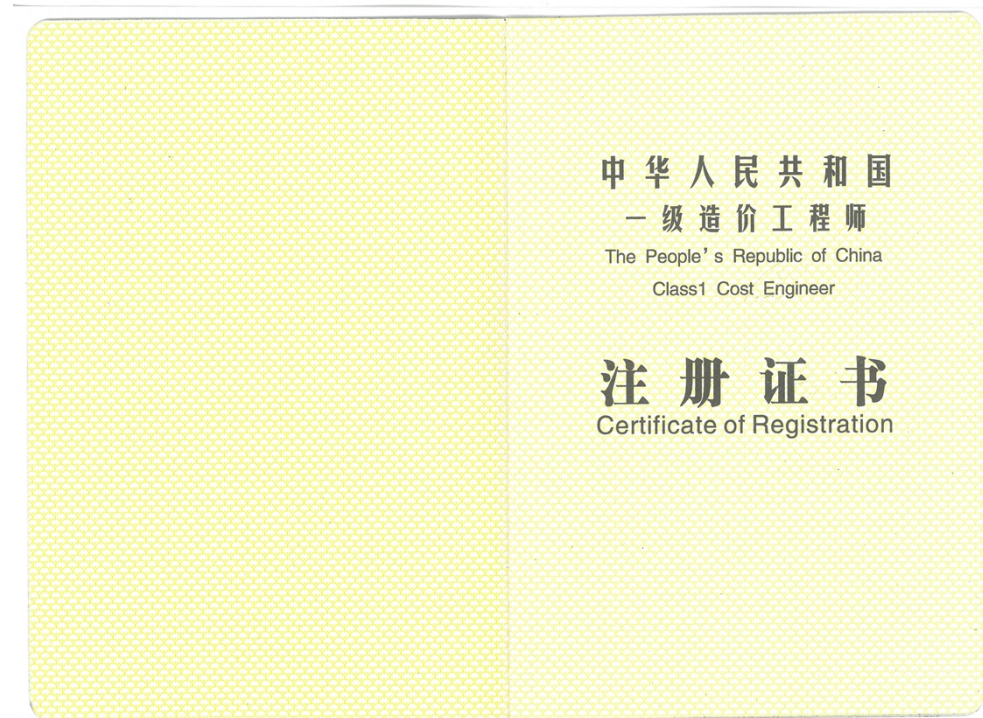 中华人民共和国
一级造价工程师
The People's Republic of China
Class1 Cost Engineer
注册证书
Certificate of Registration